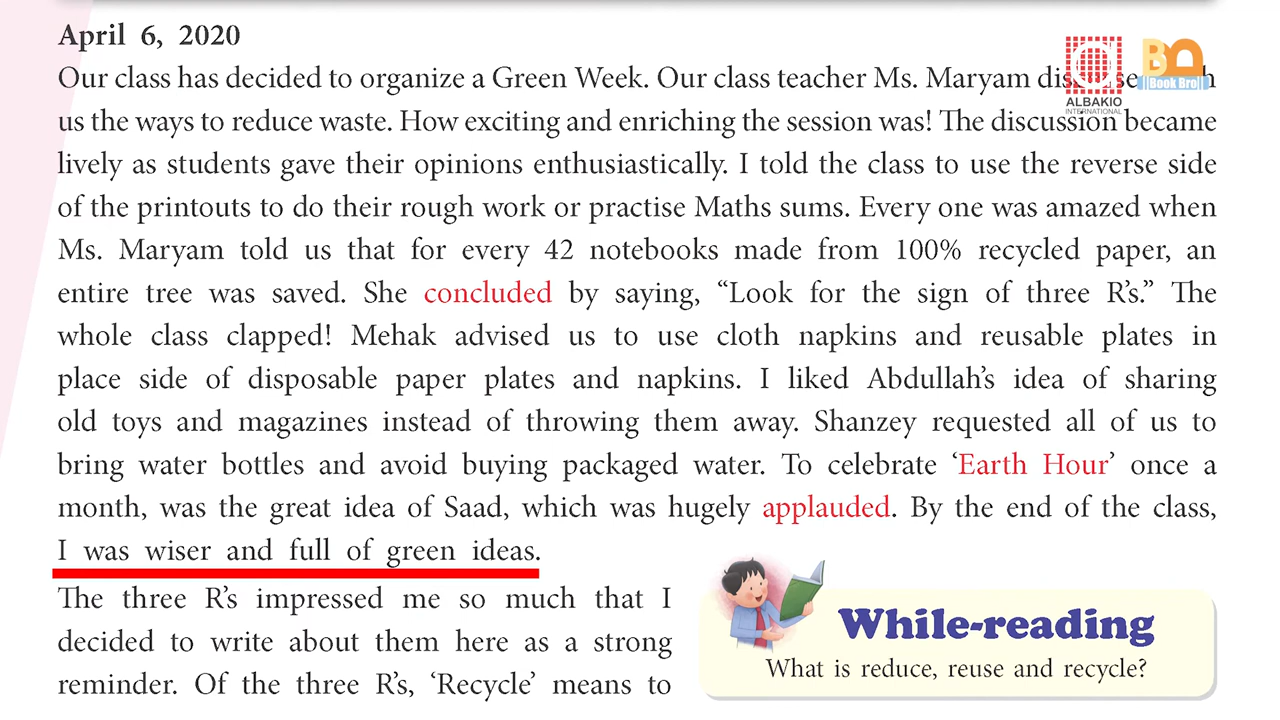 April 6, 2020
Our class has decided to organize a Green Week. Our class teacher Ms. Maryam
us the ways to reduce waste. How exciting and enriching the session was! The discussion became
lively as students gave their opinions enthusiastically. I told the class to use the reverse side
of the printouts to do their rough work or practise Maths sums. Every one was amazed when
Ms. Maryam told us that for every 42 notebooks made from 100% recycled paper, an
entire tree was saved. She concluded by saying, “Look for the sign of three R’s.” The
whole class clapped! Mehak advised us to use cloth napkins and reusable plates in
place side of disposable paper plates and napkins. I liked Abdullah’s idea of sharing
old toys and magazines instead of throwing them away. Shanzey requested all of us to
bring water bottles and avoid buying packaged water. To celebrate ‘Earth Hour’ once a
month, was the great idea of Saad, which was hugely applauded. By the end of the class,
I was wiser and full of green ideas.
The three R’s impressed me so much that I
decided to write about them here as a strong
reminder. Of the three R’s, ‘Recycle’ means to
While-reading
What is reduce, reuse and recycle?
ALBAKIO
INTERNATIONAL
Book Bro